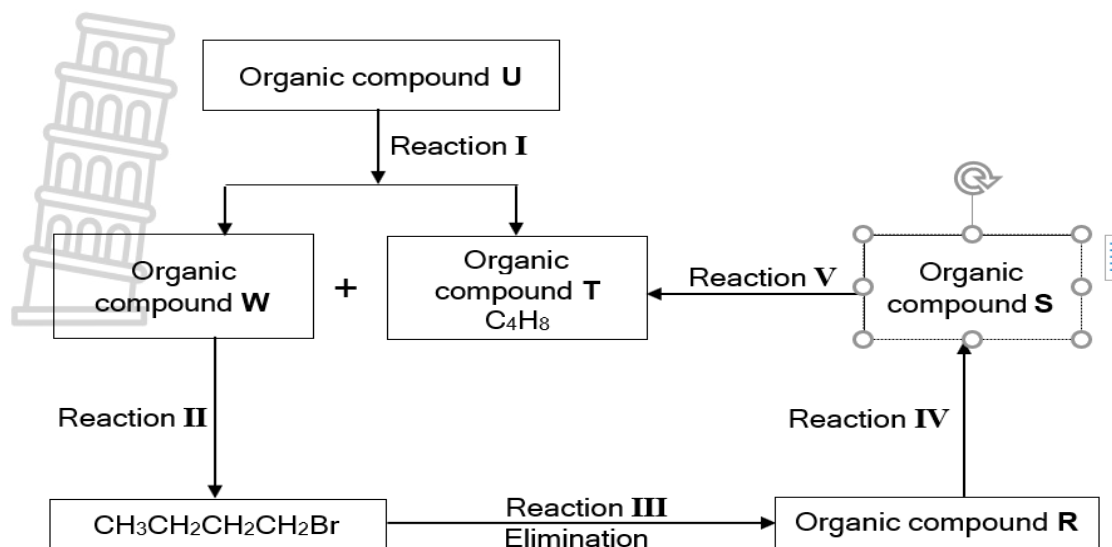 Organic compound U
Reaction I
Organic
compound W
+
Organic
compound T
C₄H₈
Reaction V
Organic
compound S
Reaction II
Reaction IV
CH₃CH₂CH₂CH₂Br
Reaction III
Elimination
Organic compound R